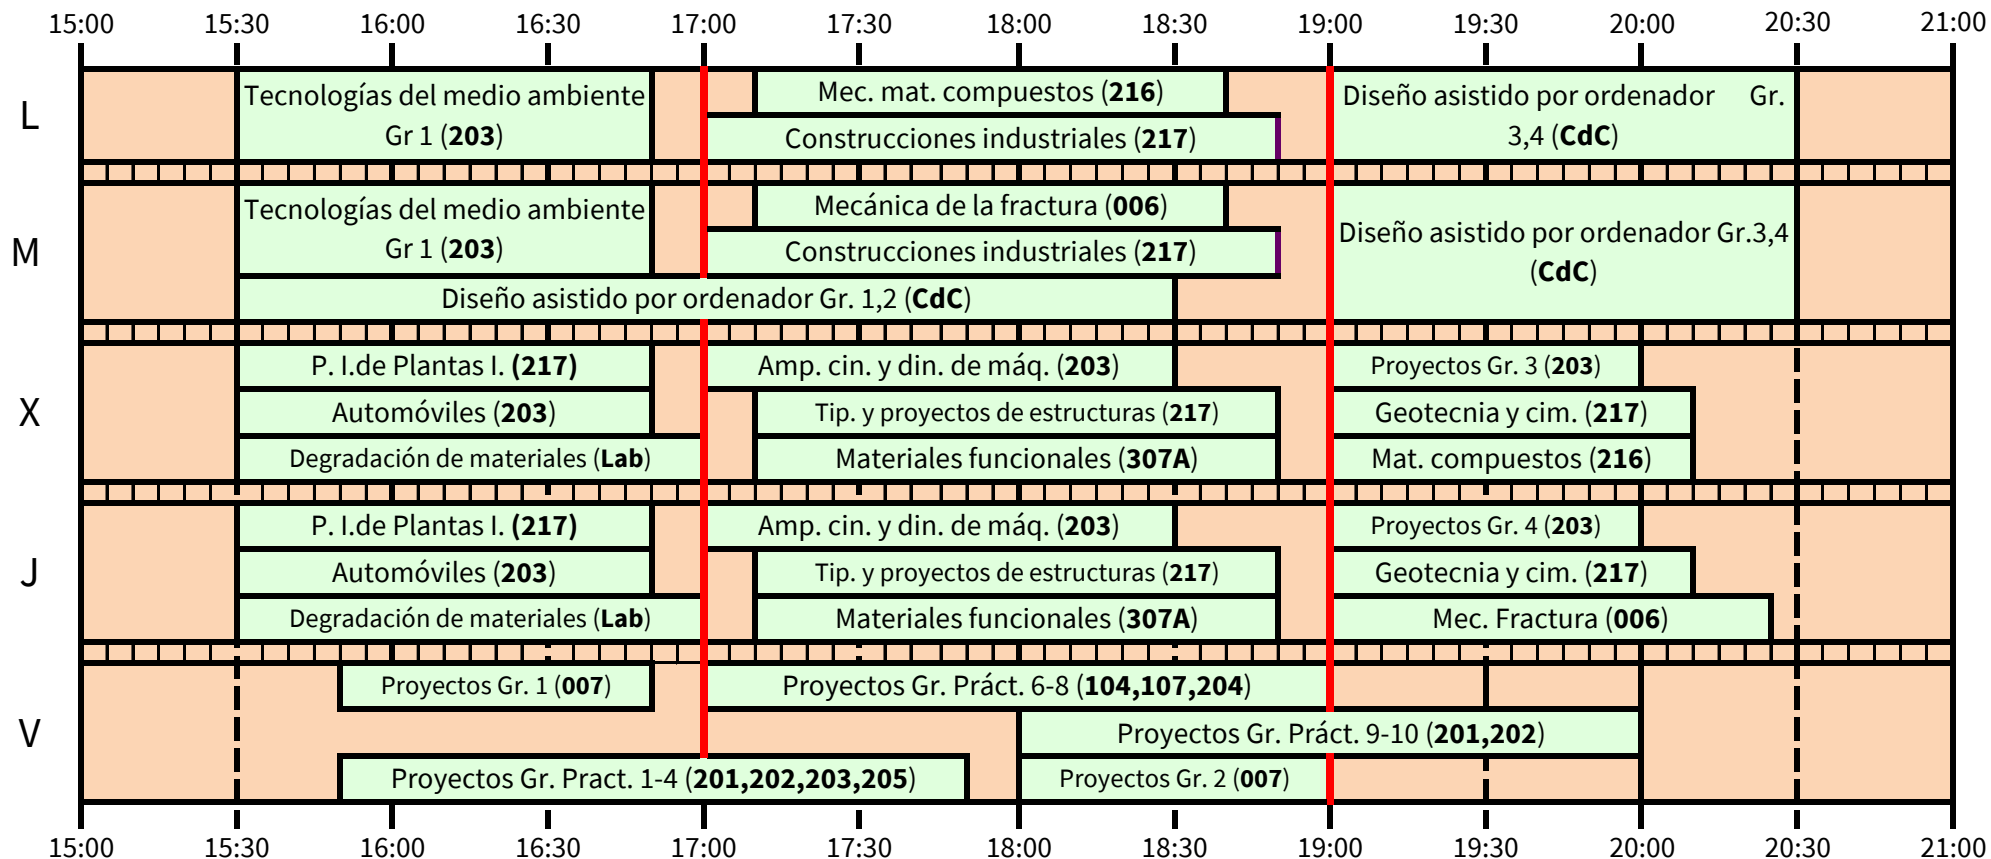 15:00 15:30 16:00 16:30 17:00 17:30 18:00 18:30 19:00 19:30 20:00 20:30 21:00
L
Tecnologías del medio ambiente
Gr 1 (203)
Mec. mat. compuestos (216)
Construcciones industriales (217)
Diseño asistido por ordenador Gr.
3,4 (CdC)
M
Tecnologías del medio ambiente
Gr 1 (203)
Mecánica de la fractura (006)
Construcciones industriales (217)
Diseño asistido por ordenador Gr. 1,2 (CdC)
Diseño asistido por ordenador Gr.3,4
(CdC)
X
P. I.de Plantas I. (217)
Automóviles (203)
Degradación de materiales (Lab)
Amp. cin. y din. de máq. (203)
Tip. y proyectos de estructuras (217)
Materiales funcionales (307A)
Proyectos Gr. 3 (203)
Geotecnia y cim. (217)
Mat. compuestos (216)
J
P. I.de Plantas I. (217)
Automóviles (203)
Degradación de materiales (Lab)
Amp. cin. y din. de máq. (203)
Tip. y proyectos de estructuras (217)
Materiales funcionales (307A)
Proyectos Gr. 4 (203)
Geotecnia y cim. (217)
Mec. Fractura (006)
V
Proyectos Gr. 1 (007)
Proyectos Gr. Práct. 6-8 (104,107,204)
Proyectos Gr. Práct. 9-10 (201,202)
Proyectos Gr. Pract. 1-4 (201,202,203,205)
Proyectos Gr. 2 (007)
15:00 15:30 16:00 16:30 17:00 17:30 18:00 18:30 19:00 19:30 20:00 20:30 21:00